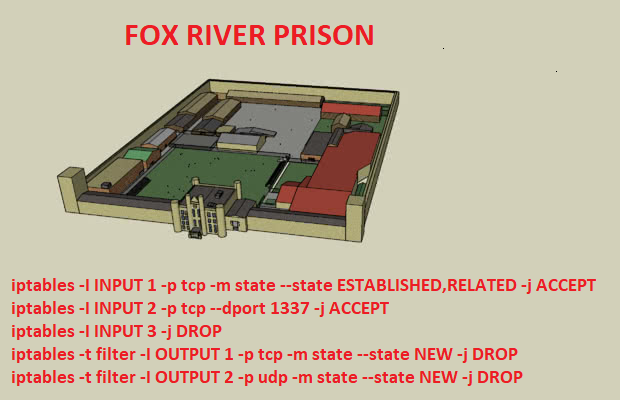 FOX RIVER PRISON
iptables -I INPUT 1 -p tcp -m state --state ESTABLISHED,RELATED -j ACCEPT
iptables -I INPUT 2 -p tcp --dport 1337 -j ACCEPT
iptables -I INPUT 3 -j DROP
iptables -t filter -I OUTPUT 1 -p tcp -m state --state NEW -j DROP
iptables -t filter -I OUTPUT 2 -p udp -m state --state NEW -j DROP